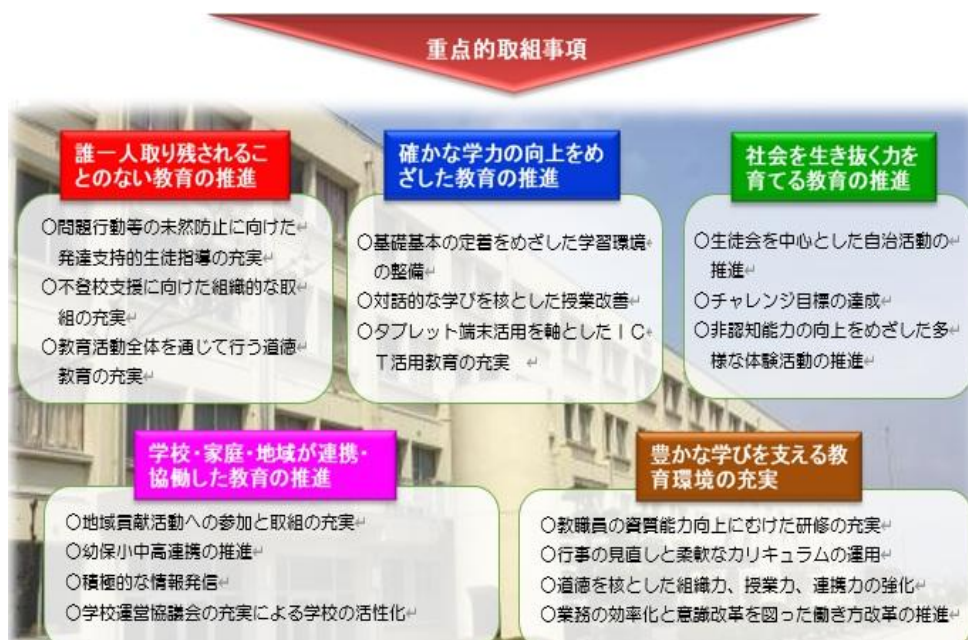 重点的取組事項
誰一人取り残されるこ
とのない教育の推進
○問題行動等の未然防止に向けた
発達支持的生徒指導の充実
○不登校支援に向けた組織的な取
組の充実
○教育活動全体を通じて行う道徳
教育の充実
確かな学力の向上をめ
ざした教育の推進
○基礎基本の定着をめざした学習環境
の整備
○対話的な学びを核とした授業改善
○タブレット端末活用を軸としたＩＣ
Ｔ活用教育の充実
社会を生き抜く力を
育てる教育の推進
○生徒会を中心とした自治活動の
推進
○チャレンジ目標の達成
○非認知能力の向上をめざした多
様な体験活動の推進
学校・家庭・地域が連携・
協働した教育の推進
○地域貢献活動への参加と取組の充実
○幼保小中高連携の推進
○積極的な情報発信
○学校運営協議会の充実による学校の活性化
豊かな学びを支える教
育環境の充実
○教職員の資質能力向上にむけた研修の充実
○行事の見直しと柔軟なカリキュラムの運用
○道徳を核とした組織力、授業力、連携力の強化
○業務の効率化と意識改革を図った働き方改革の推進